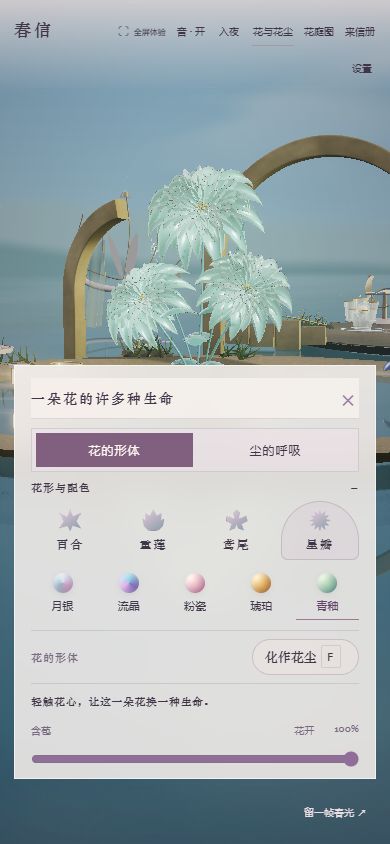 春信
全屏体验 音 · 开 入夜 花与花尘 花庭图 来信册
设置
一朵花的许多种生命 ×
花的形体 尘的呼吸
花形与配色 −
百合 重莲 鸢尾 星瓣
月银 流晶 粉瓷 琥珀 青釉
花的形体 化作花尘 F
轻触花心，让这一朵花换一种生命。
含苞 花开 100%
留一帧春光 ↗